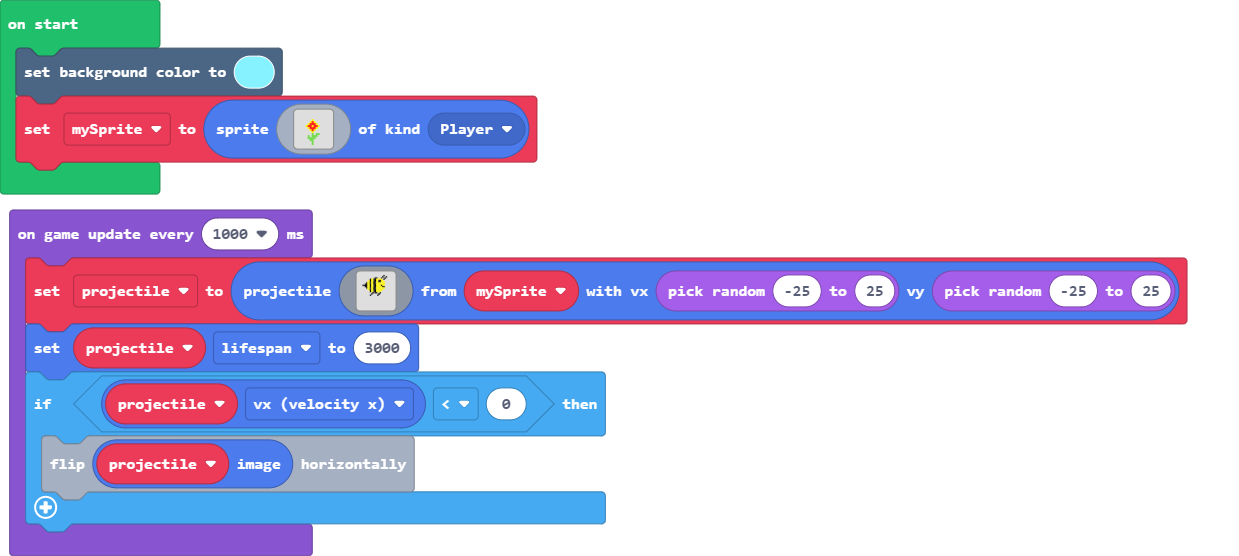 on start
set background color to
set mySprite to sprite of kind Player
on game update every 1000 ms
set projectile to projectile from mySprite with vx pick random -25 to 25 vy pick random -25 to 25
set projectile lifespan to 3000
if projectile vx (velocity x) < 0 then
flip projectile image horizontally